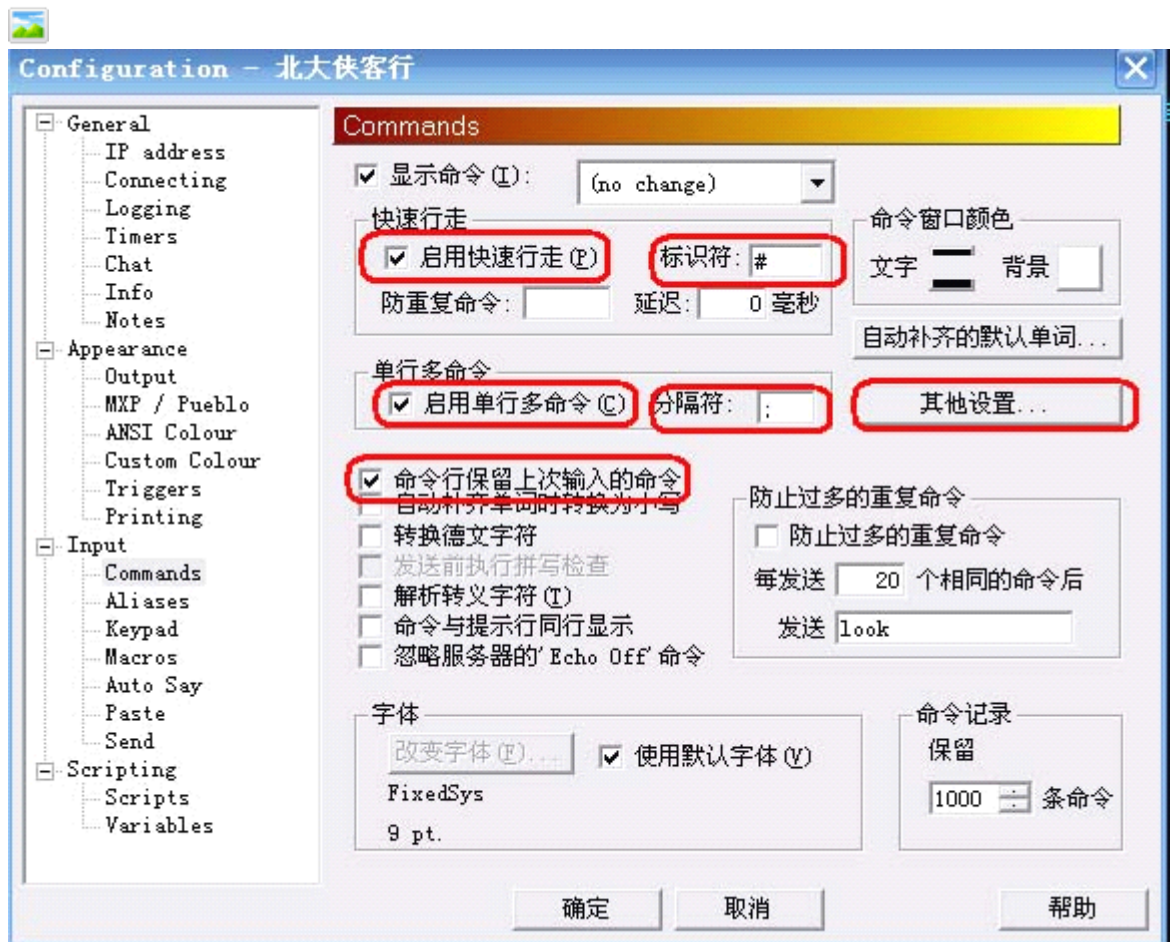 Configuration - 北大侠客行
General
IP address
Connecting
Logging
Timers
Chat
Info
Notes
Appearance
Output
MXP / Pueblo
ANSI Colour
Custom Colour
Triggers
Printing
Input
Commands
Aliases
Keypad
Macros
Auto Say
Paste
Send
Scripting
Scripts
Variables
Commands
显示命令(I): (no change)
快速行走
启用快速行走(P) 标识符: #
防重复命令: 延迟: 0 毫秒
命令窗口颜色
文字 背景
自动补齐的默认单词...
单行多命令
启用单行多命令(C) 分隔符: ;
其他设置...
命令行保留上次输入的命令
自动补齐单词时转换为小写
转换德文字符
发送前执行拼写检查
解析转义字符(T)
命令与提示行同行显示
忽略服务器的'Echo Off'命令
防止过多的重复命令
防止过多的重复命令
每发送 20 个相同的命令后
发送 look
字体
改变字体(F)... 使用默认字体(V)
FixedSys
9 pt.
命令记录
保留
1000 条命令
确定 取消 帮助